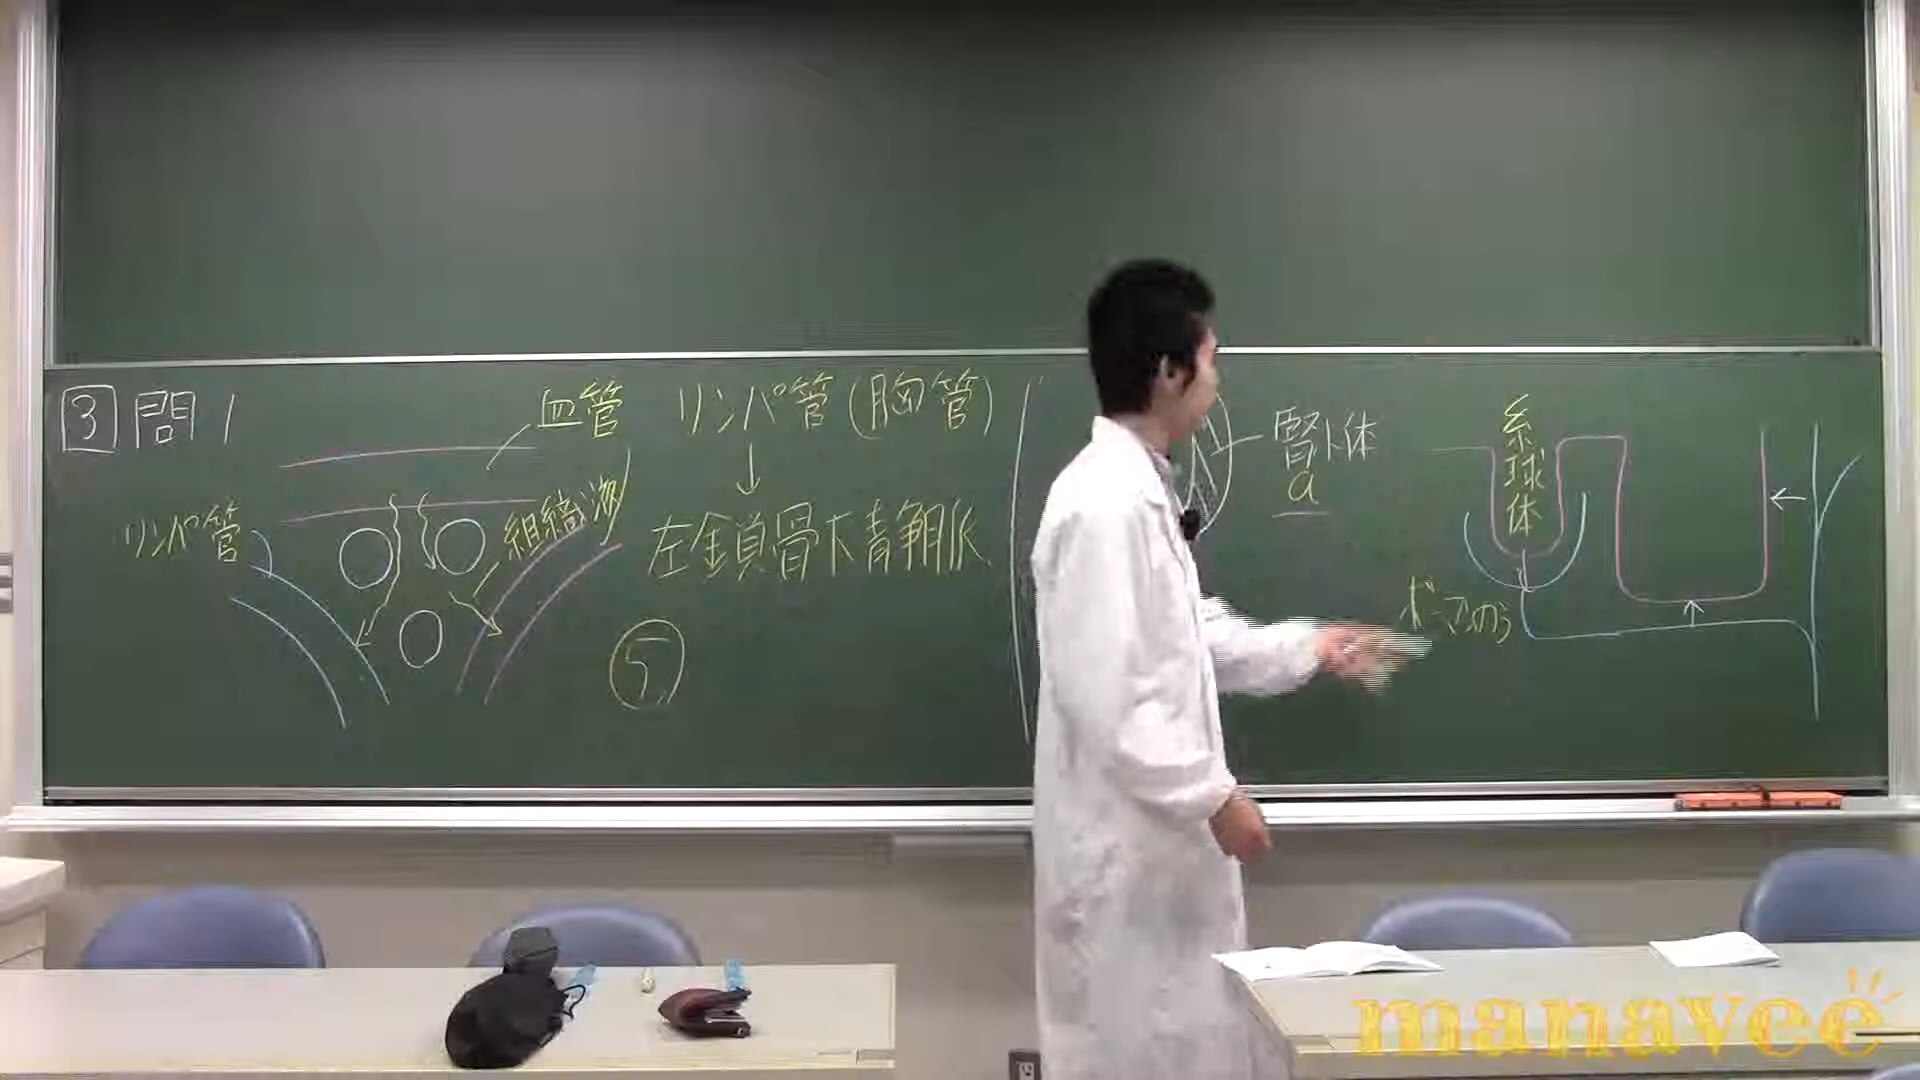 3 問1
血管
リンパ管
組織液
リンパ管(胸管)
↓
左鎖骨下静脈
5
腎小体
a
糸球体
ボーマンのう
manavee